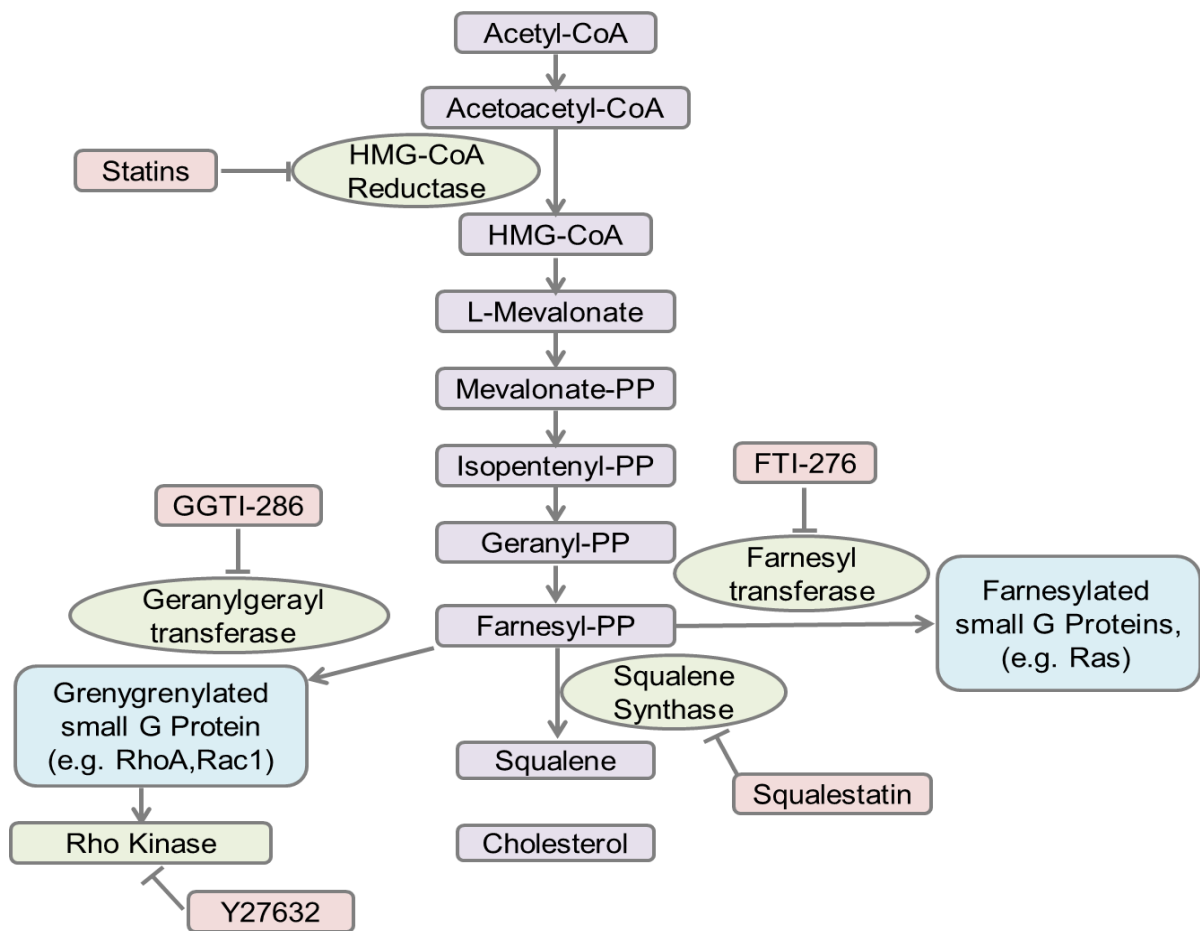 Acetyl-CoA
Acetoacetyl-CoA
Statins
HMG-CoA
Reductase
HMG-CoA
L-Mevalonate
Mevalonate-PP
Isopentenyl-PP
FTI-276
GGTI-286
Geranyl-PP
Farnesyl
transferase
Geranylgerayl
transferase
Farnesyl-PP
Farnesylated
small G Proteins,
(e.g. Ras)
Grenygrenylated
small G Protein
(e.g. RhoA,Rac1)
Squalene
Synthase
Squalene
Squalestatin
Rho Kinase
Cholesterol
Y27632